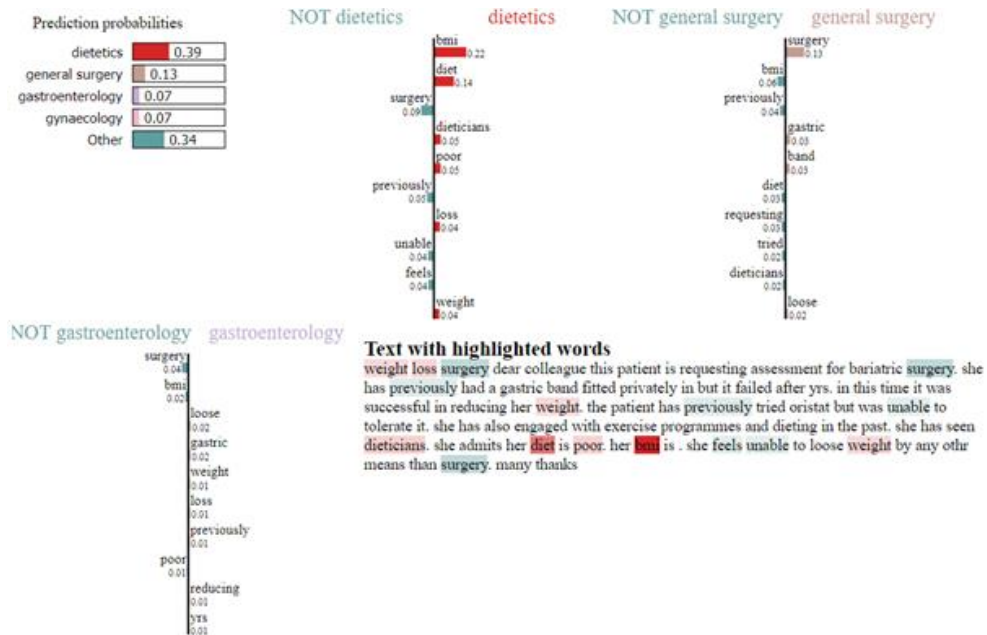 Prediction probabilities
dietetics 0.39
general surgery 0.13
gastroenterology 0.07
gynaecology 0.07
Other 0.34
NOT dietetics dietetics
bmi
0.22
diet
0.14
surgery
0.09
dieticians
0.05
poor
0.05
previously
0.05
loss
0.04
unable
0.04
feels
0.04
weight
0.04
NOT general surgery general surgery
surgery
0.13
bmi
0.06
previously
0.04
gastric
0.03
band
0.03
diet
0.03
requesting
0.03
tried
0.02
dieticians
0.02
loose
0.02
NOT gastroenterology gastroenterology
surgery
0.04
bmi
0.02
loose
0.02
gastric
0.02
weight
0.01
loss
0.01
previously
0.01
poor
0.01
reducing
0.01
yrs
0.01
Text with highlighted words
weight loss surgery dear colleague this patient is requesting assessment for bariatric surgery. she
has previously had a gastric band fitted privately in but it failed after yrs. in this time it was
successful in reducing her weight. the patient has previously tried oristat but was unable to
tolerate it. she has also engaged with exercise programmes and dieting in the past. she has seen
dieticians. she admits her diet is poor. her bmi is . she feels unable to loose weight by any othr
means than surgery. many thanks